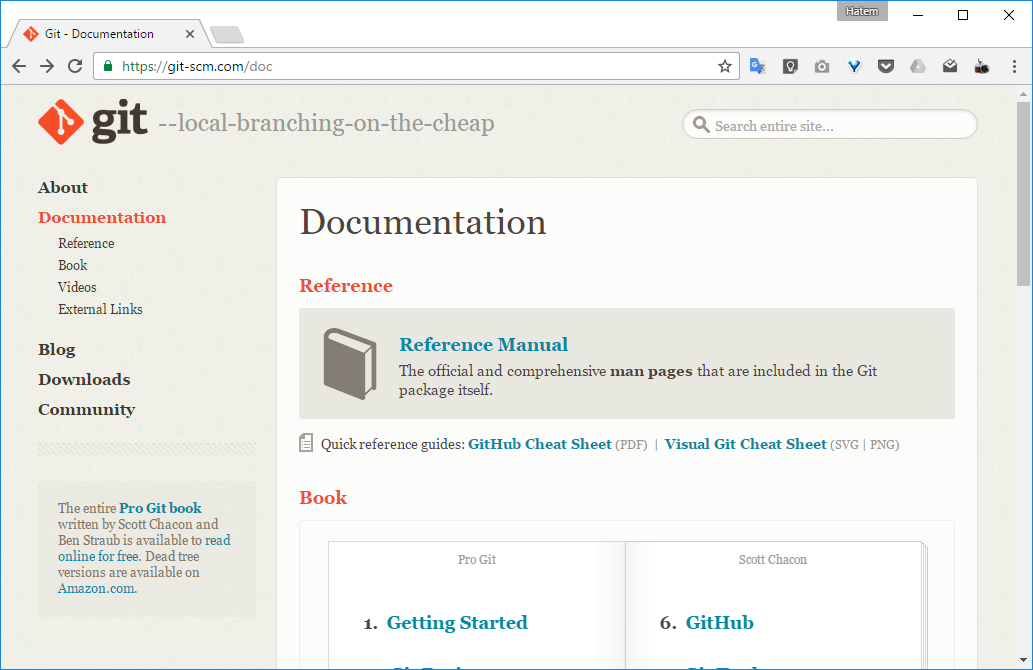 Hatem
Git - Documentation
https://git-scm.com/doc
git --local-branching-on-the-cheap
Search entire site...
About
Documentation
Reference
Book
Videos
External Links
Blog
Downloads
Community
The entire Pro Git book
written by Scott Chacon and
Ben Straub is available to read
online for free. Dead tree
versions are available on
Amazon.com.
Documentation
Reference
Reference Manual
The official and comprehensive man pages that are included in the Git
package itself.
Quick reference guides: GitHub Cheat Sheet (PDF) | Visual Git Cheat Sheet (SVG | PNG)
Book
Pro Git
Scott Chacon
1. Getting Started
6. GitHub